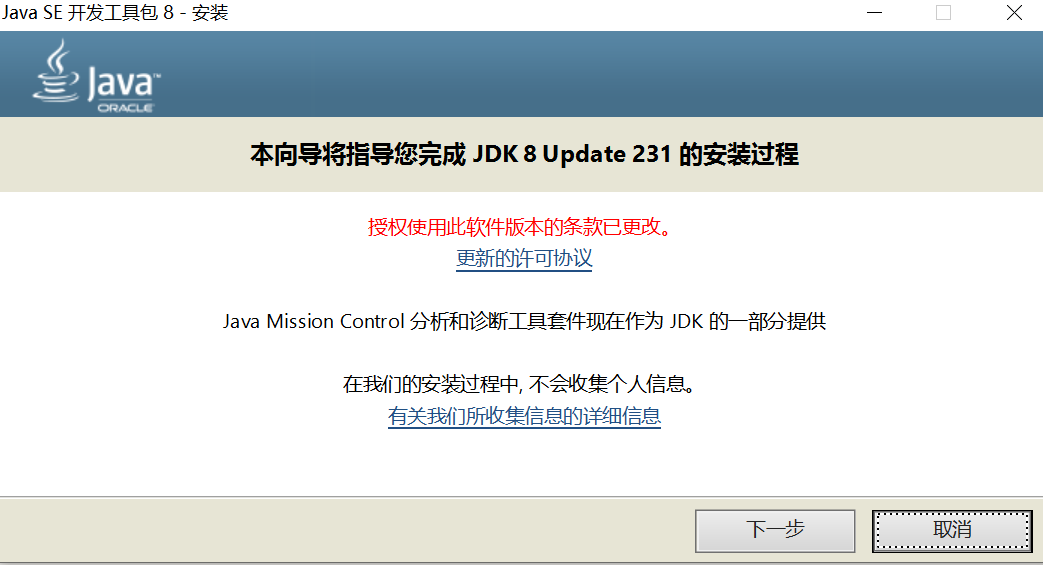 Java SE 开发工具包 8 - 安装
Java™
ORACLE
本向导将指导您完成 JDK 8 Update 231 的安装过程
授权使用此软件版本的条款已更改。
更新的许可协议
Java Mission Control 分析和诊断工具套件现在作为 JDK 的一部分提供
在我们的安装过程中, 不会收集个人信息。
有关我们所收集信息的详细信息
下一步
取消